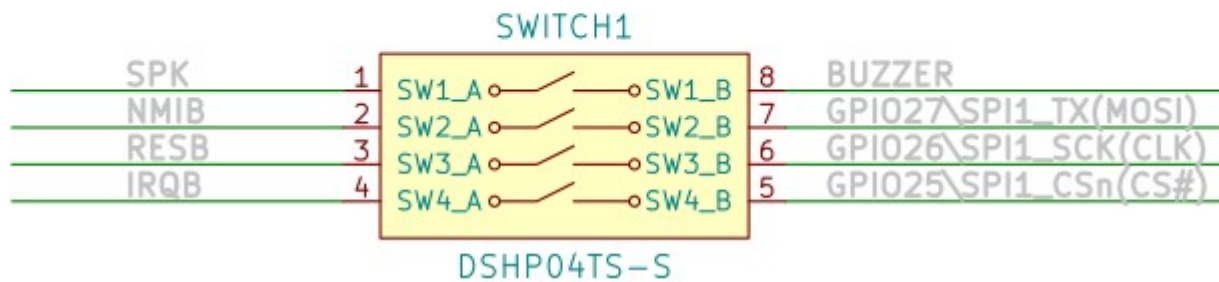 SWITCH1
SPK 1 SW1_A SW1_B 8 BUZZER
NMIB 2 SW2_A SW2_B 7 GPIO27\SPI1_TX(MOSI)
RESB 3 SW3_A SW3_B 6 GPIO26\SPI1_SCK(CLK)
IRQB 4 SW4_A SW4_B 5 GPIO25\SPI1_CSn(CS#)
DSHP04TS-S